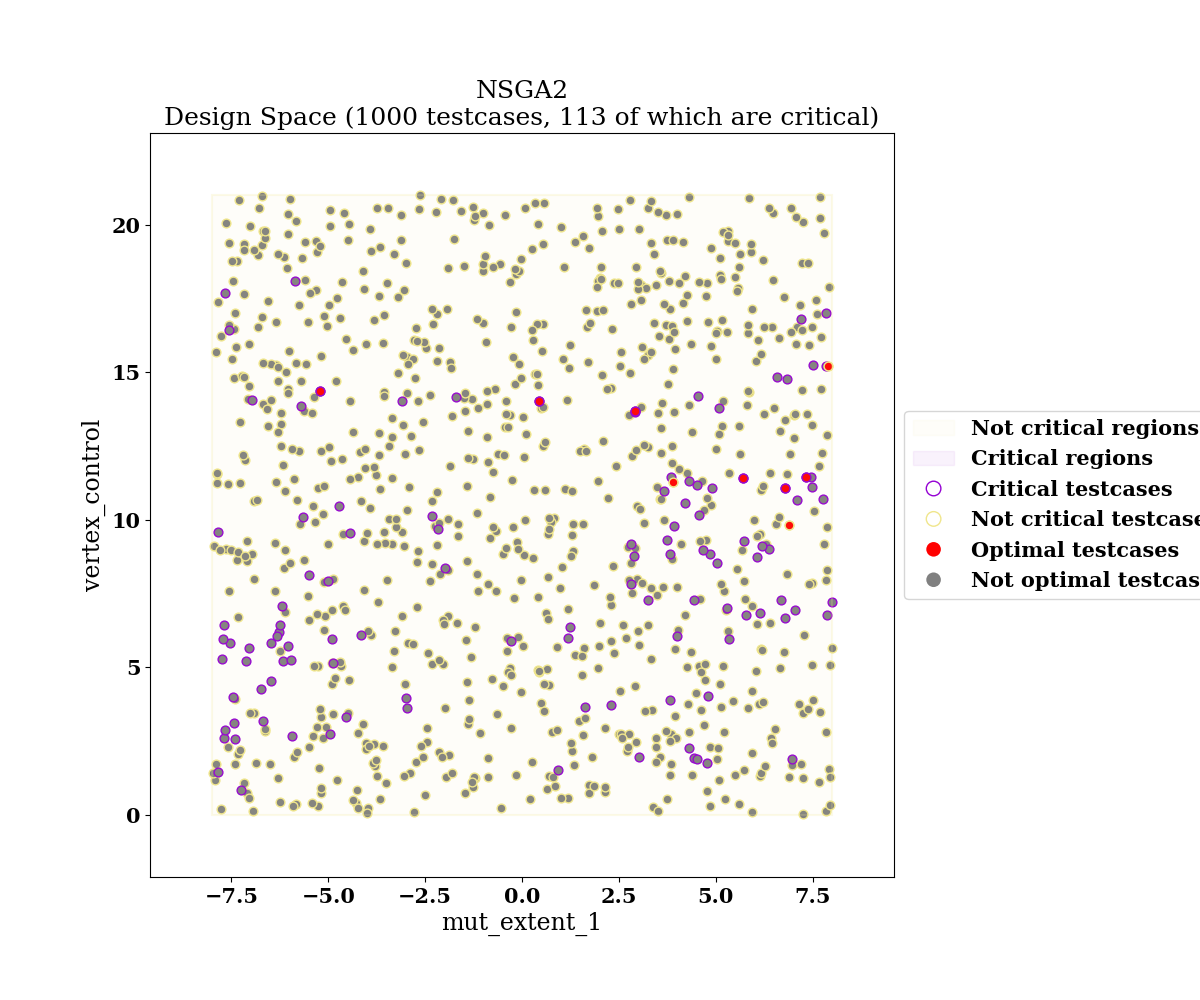 NSGA2
Design Space (1000 testcases, 113 of which are critical)
20
15
10
5
0
vertex_control
−7.5 −5.0 −2.5 0.0 2.5 5.0 7.5
mut_extent_1
Not critical regions
Critical regions
Critical testcases
Not critical testcase
Optimal testcases
Not optimal testcas